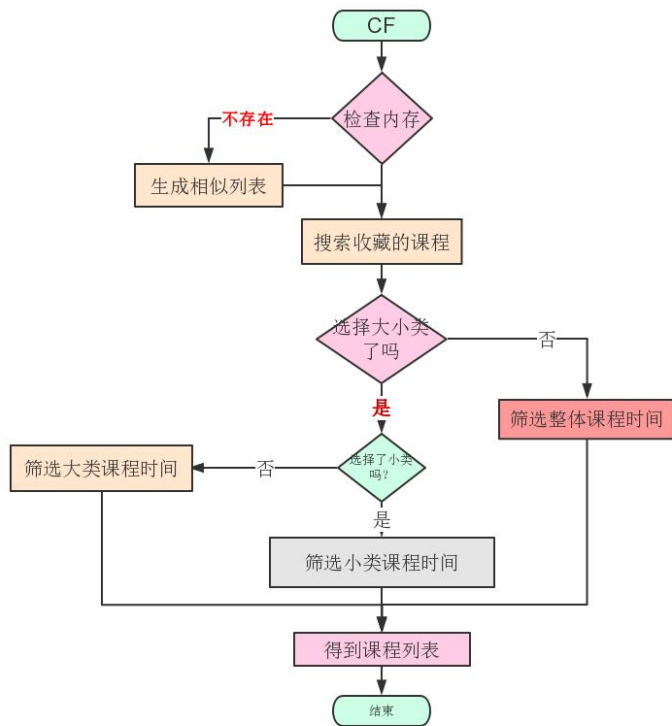 CF
检查内存
不存在
生成相似列表
搜索收藏的课程
选择大小类
了吗
否
是
筛选整体课程时间
选择了小类
吗?
否
筛选大类课程时间
是
筛选小类课程时间
得到课程列表
结束